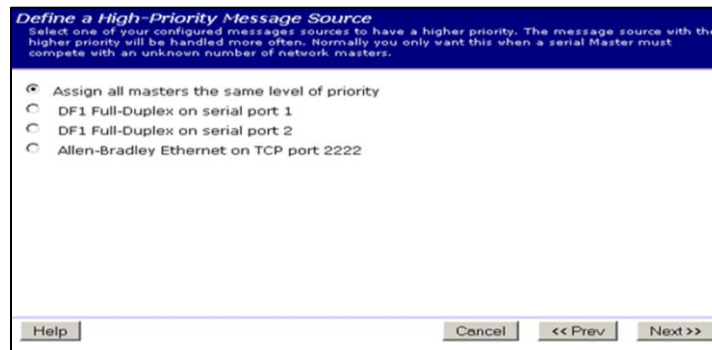 Define a High-Priority Message Source
Select one of your configured messages sources to have a higher priority. The message source with the
higher priority will be handled more often. Normally you only want this when a serial Master must
compete with an unknown number of network masters.
Assign all masters the same level of priority
DF1 Full-Duplex on serial port 1
DF1 Full-Duplex on serial port 2
Allen-Bradley Ethernet on TCP port 2222
Help Cancel << Prev Next >>